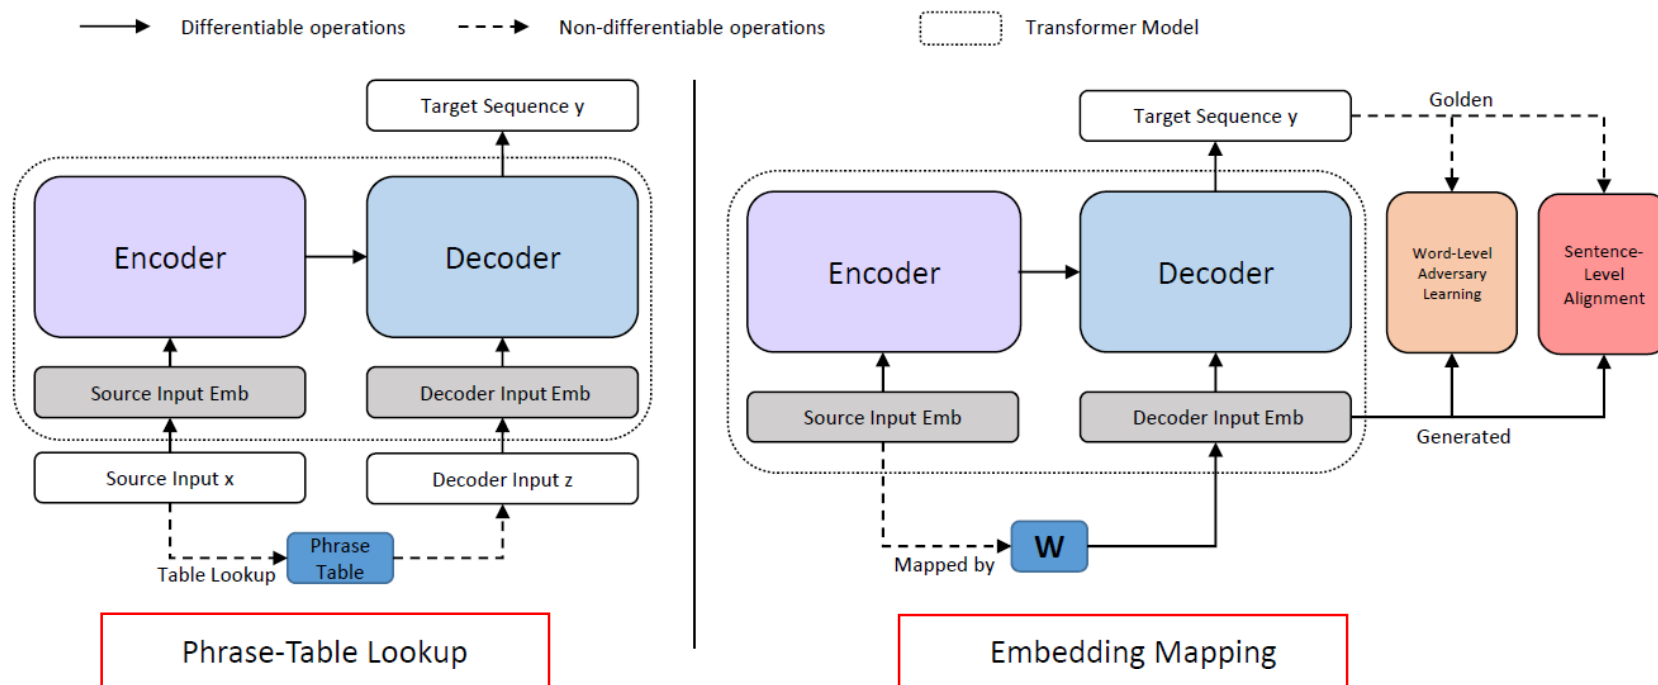 Differentiable operations
Non-differentiable operations
Transformer Model
Target Sequence y
Encoder
Decoder
Source Input Emb
Decoder Input Emb
Source Input x
Decoder Input z
Phrase
Table
Table Lookup
Phrase-Table Lookup
Target Sequence y
Golden
Encoder
Decoder
Word-Level
Adversary
Learning
Sentence-
Level
Alignment
Source Input Emb
Decoder Input Emb
Generated
W
Mapped by
Embedding Mapping